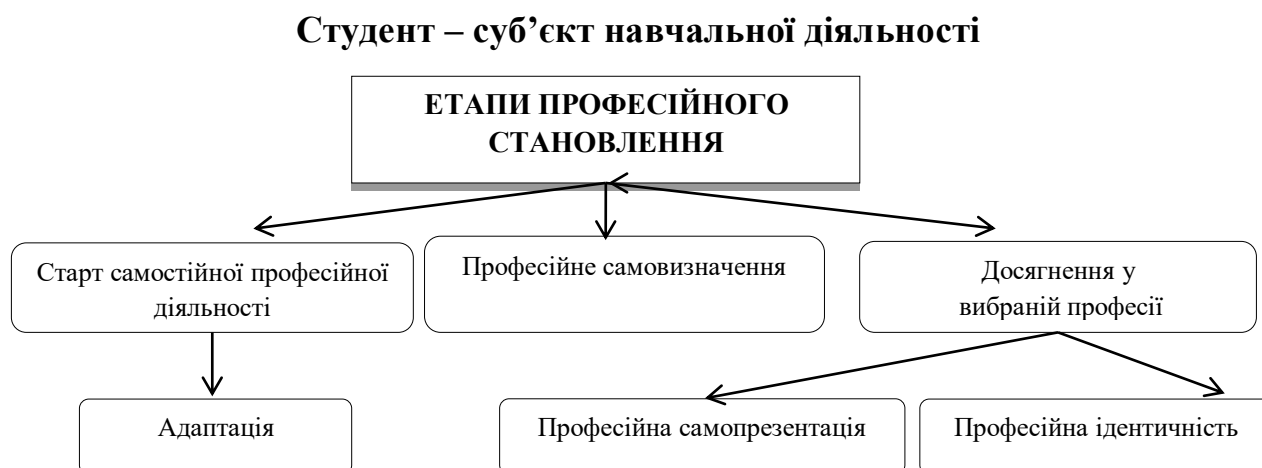 Студент – суб’єкт навчальної діяльності
ЕТАПИ ПРОФЕСІЙНОГО
СТАНОВЛЕННЯ
Старт самостійної професійної
діяльності
Професійне самовизначення
Досягнення у
вибраній професії
Адаптація
Професійна самопрезентація
Професійна ідентичність